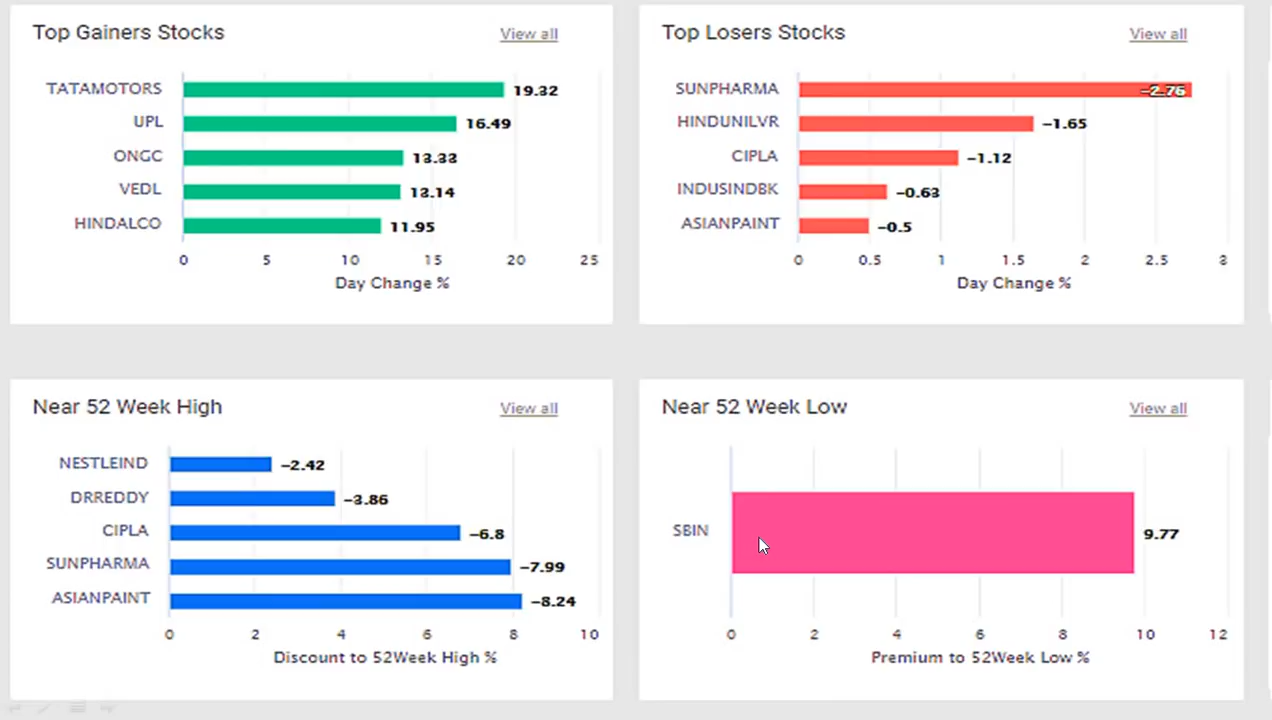 Top Gainers Stocks View all
TATAMOTORS 19.32
UPL 16.49
ONGC 13.33
VEDL 13.14
HINDALCO 11.95
0 5 10 15 20 25
Day Change %
Top Losers Stocks View all
SUNPHARMA -2.76
HINDUNILVR -1.65
CIPLA -1.12
INDUSINDBK -0.63
ASIANPAINT -0.5
0 0.5 1 1.5 2 2.5 3
Day Change %
Near 52 Week High View all
NESTLEIND -2.42
DRREDDY -3.86
CIPLA -6.8
SUNPHARMA -7.99
ASIANPAINT -8.24
0 2 4 6 8 10
Discount to 52Week High %
Near 52 Week Low View all
SBIN 9.77
0 2 4 6 8 10 12
Premium to 52Week Low %